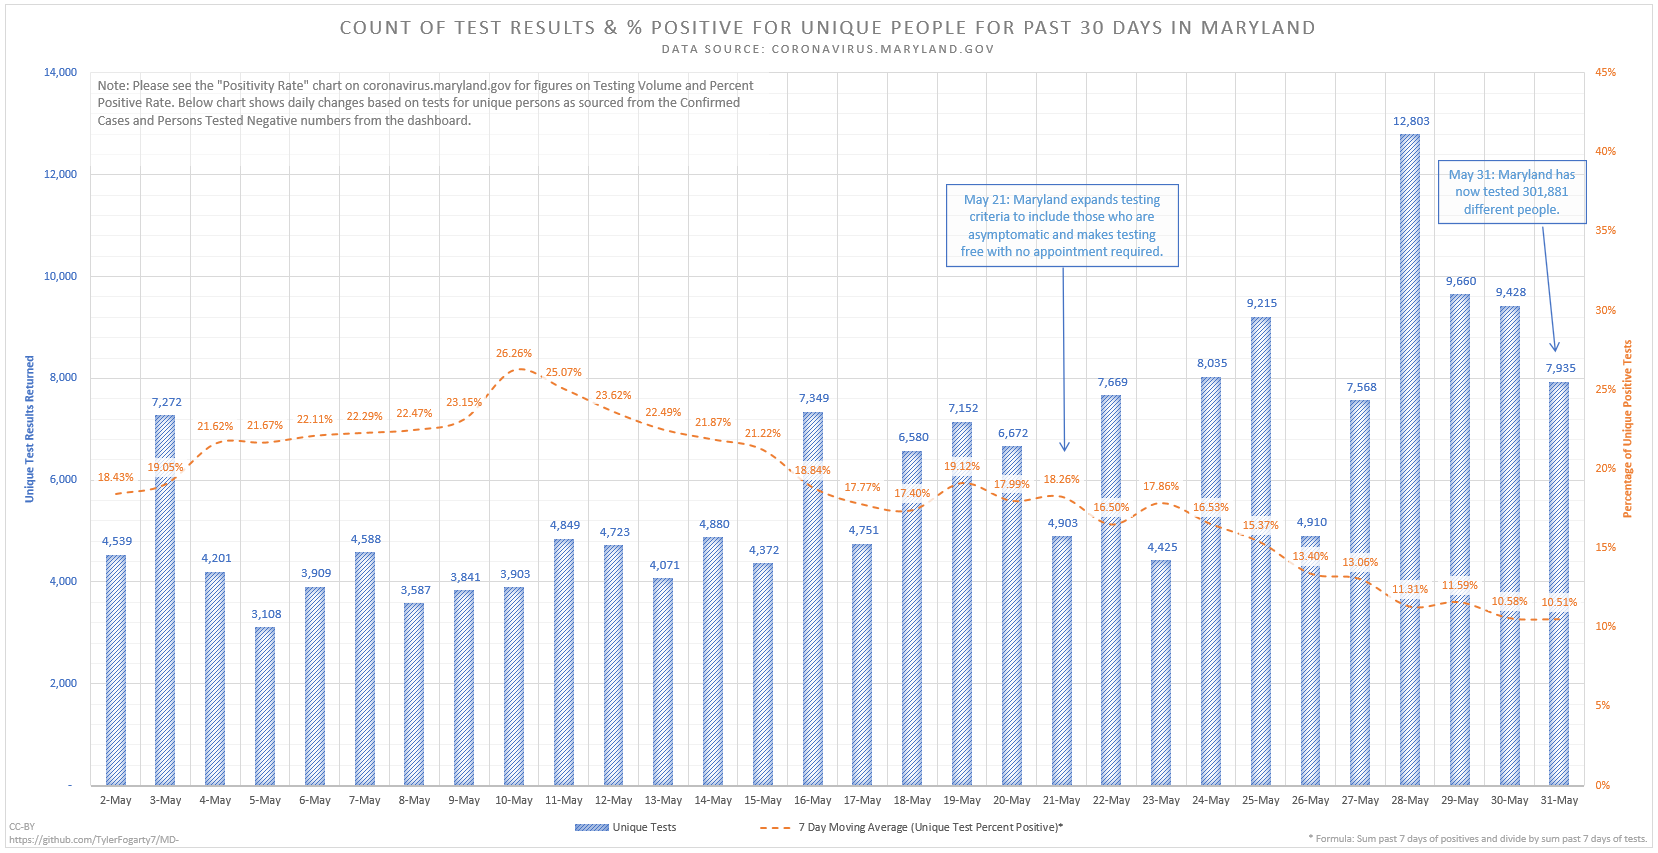 COUNT OF TEST RESULTS & % POSITIVE FOR UNIQUE PEOPLE FOR PAST 30 DAYS IN MARYLAND
DATA SOURCE: CORONAVIRUS.MARYLAND.GOV
Note: Please see the "Positivity Rate" chart on coronavirus.maryland.gov for figures on Testing Volume and Percent
Positive Rate. Below chart shows daily changes based on tests for unique persons as sourced from the Confirmed
Cases and Persons Tested Negative numbers from the dashboard.
Unique Test Results Returned
14,000
12,000
10,000
8,000
6,000
4,000
2,000
-
Percentage of Unique Positive Tests
45%
40%
35%
30%
25%
20%
15%
10%
5%
0%
May 21: Maryland expands testing
criteria to include those who are
asymptomatic and makes testing
free with no appointment required.
May 31: Maryland has
now tested 301,881
different people.
4,539
7,272
4,201
3,108
3,909
4,588
3,587
3,841
3,903
4,849
4,723
4,071
4,880
4,372
7,349
4,751
6,580
7,152
6,672
4,903
7,669
4,425
8,035
9,215
4,910
7,568
12,803
9,660
9,428
7,935
18.43%
19.05%
21.62%
21.67%
22.11%
22.29%
22.47%
23.15%
26.26%
25.07%
23.62%
22.49%
21.87%
21.22%
18.84%
17.77%
17.40%
19.12%
17.99%
18.26%
16.50%
17.86%
16.53%
15.37%
13.40%
13.06%
11.31%
11.59%
10.58%
10.51%
2-May
3-May
4-May
5-May
6-May
7-May
8-May
9-May
10-May
11-May
12-May
13-May
14-May
15-May
16-May
17-May
18-May
19-May
20-May
21-May
22-May
23-May
24-May
25-May
26-May
27-May
28-May
29-May
30-May
31-May
Unique Tests
7 Day Moving Average (Unique Test Percent Positive)*
CC-BY
https://github.com/TylerFogarty7/MD-
* Formula: Sum past 7 days of positives and divide by sum past 7 days of tests.